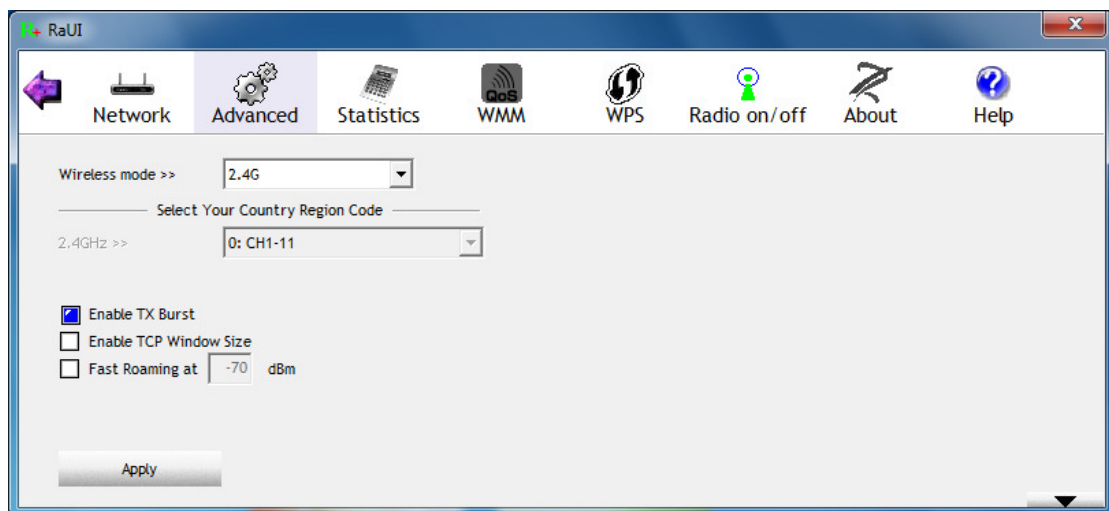 RaUI
Network Advanced Statistics QoS WMM WPS Radio on/off About Help
Wireless mode >> 2.4G
Select Your Country Region Code
2.4GHz >> 0: CH1-11
Enable TX Burst
Enable TCP Window Size
Fast Roaming at -70 dBm
Apply